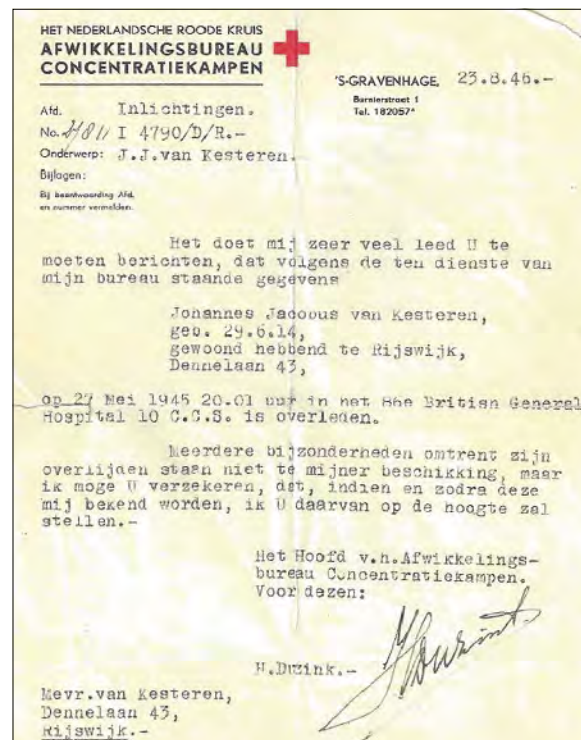 HET NEDERLANDSCHE ROODE KRUIS
AFWIKKELINGSBUREAU
CONCENTRATIEKAMPEN
'S-GRAVENHAGE, 23.8.46.-
Barnierstraat 1
Tel. 182057*
Afd. Inlichtingen.
No. I 4790/D/R.-
Onderwerp: J.J.van Kesteren.
Bijlagen:
Bij beantwoording Afd.
en nummer vermelden.
Het doet mij zeer veel leed U te
moeten berichten, dat volgens de ten dienste van
mijn bureau staande gegevens
Johannes Jacobus van Kesteren,
geb. 29.6.14,
gewoond hebbend te Rijswijk,
Dennelaan 43,
op 27 Mei 1945 20.01 uur in het 86e British General
Hospital 10 C.C.S. is overleden.
Meerdere bijzonderheden omtrent zijn
overlijden staan niet te mijner beschikking, maar
ik moge U verzekeren, dat, indien en zodra deze
mij bekend worden, ik U daarvan op de hoogte zal
stellen.-
Het Hoofd v.h.Afwikkelings-
bureau Concentratiekampen.
Voor dezen:
H.Duzink.-
Mevr.van Kesteren,
Dennelaan 43,
Rijswijk.-